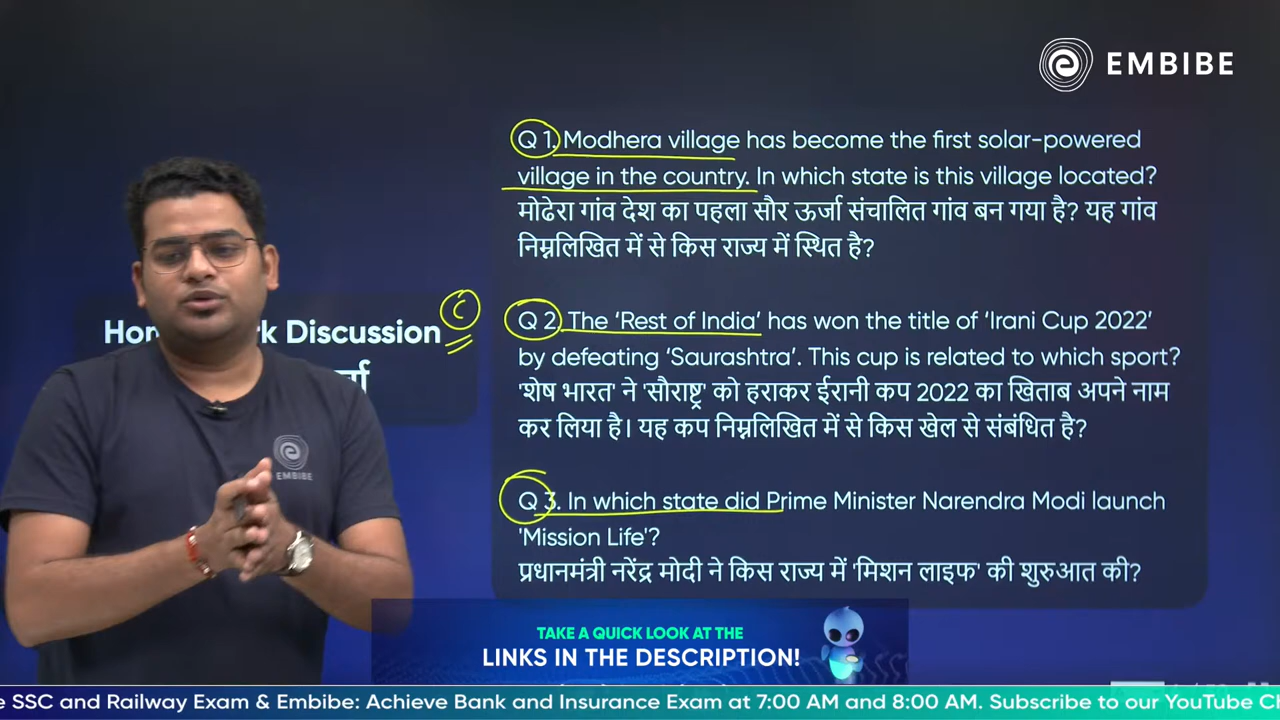 EMBIBE
Q 1. Modhera village has become the first solar-powered
village in the country. In which state is this village located?
मोढेरा गांव देश का पहला सौर ऊर्जा संचालित गांव बन गया है? यह गांव
निम्नलिखित में से किस राज्य में स्थित है?
C
Discussion
Q 2. The ‘Rest of India’ has won the title of ‘Irani Cup 2022’
by defeating ‘Saurashtra’. This cup is related to which sport?
'शेष भारत' ने 'सौराष्ट्र' को हराकर ईरानी कप 2022 का खिताब अपने नाम
कर लिया है। यह कप निम्नलिखित में से किस खेल से संबंधित है?
EMBIBE
Q 3. In which state did Prime Minister Narendra Modi launch
'Mission Life'?
प्रधानमंत्री नरेंद्र मोदी ने किस राज्य में 'मिशन लाइफ' की शुरुआत की?
TAKE A QUICK LOOK AT THE
LINKS IN THE DESCRIPTION!
SSC and Railway Exam & Embibe: Achieve Bank and Insurance Exam at 7:00 AM and 8:00 AM. Subscribe to our YouTube